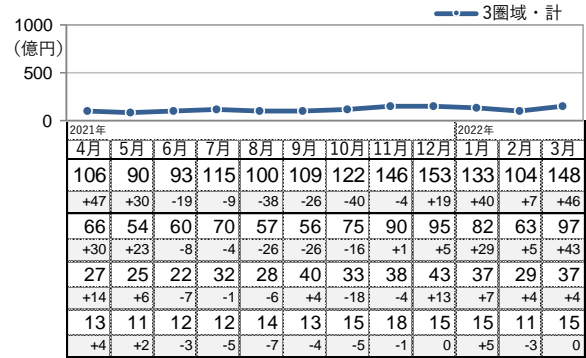 3圏域・計
1000
（億円）
500
0
2021年 2022年
4月 5月 6月 7月 8月 9月 10月 11月 12月 1月 2月 3月
106 90 93 115 100 109 122 146 153 133 104 148
+47 +30 -19 -9 -38 -26 -40 -4 +19 +40 +7 +46
66 54 60 70 57 56 75 90 95 82 63 97
+30 +23 -8 -4 -26 -26 -16 +1 +5 +29 +5 +43
27 25 22 32 28 40 33 38 43 37 29 37
+14 +6 -7 -1 -6 +4 -18 -4 +13 +7 +4 +4
13 11 12 12 14 13 15 18 15 15 11 15
+4 +2 -3 -5 -7 -4 -5 -1 0 +5 -3 0